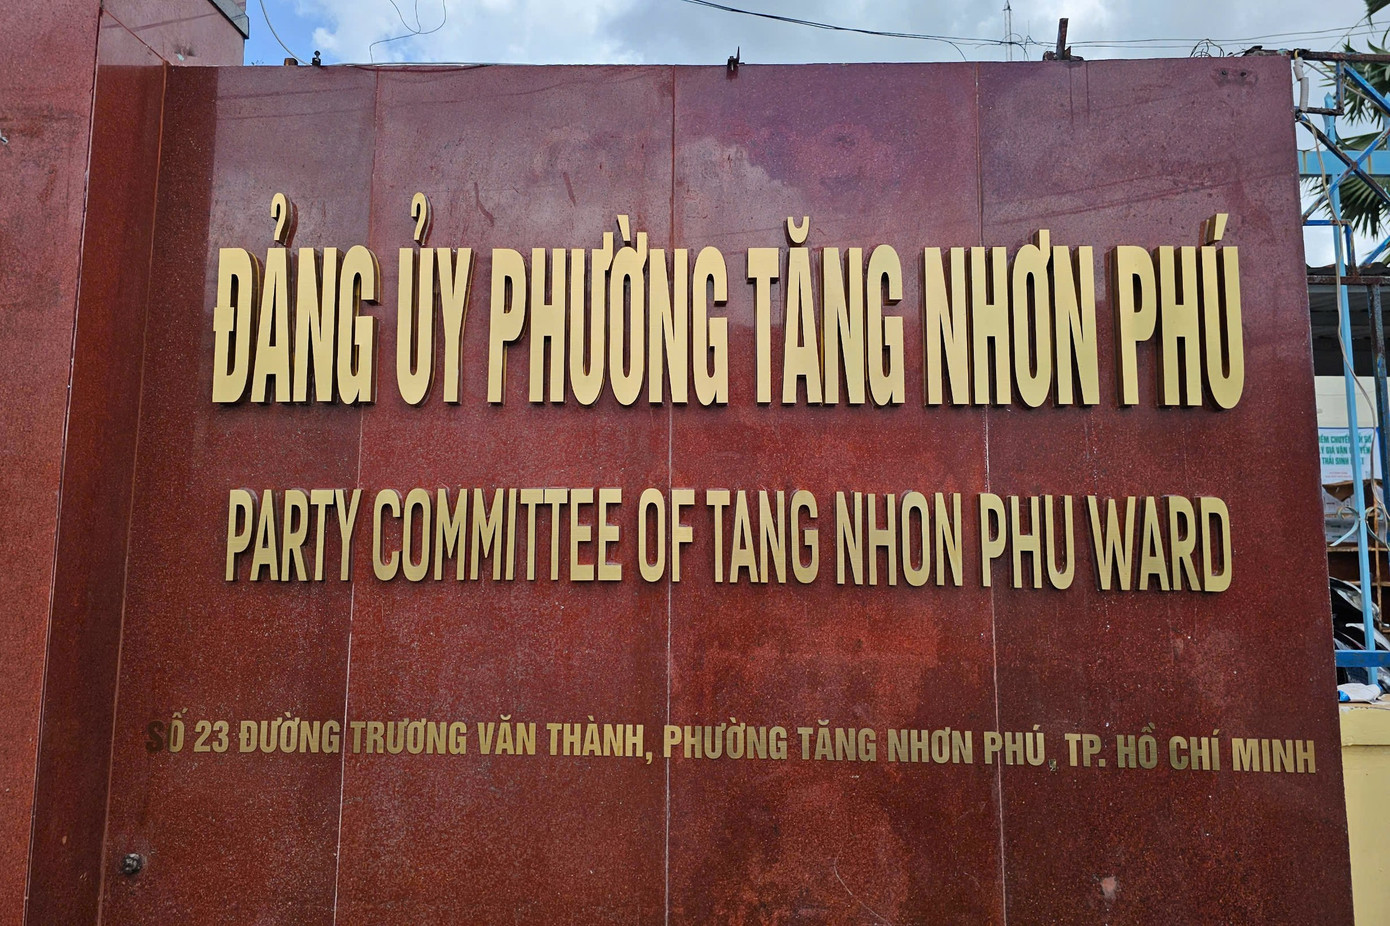 ĐẢNG ỦY PHƯỜNG TĂNG NHƠN PHÚ
PARTY COMMITTEE OF TANG NHON PHU WARD
SỐ 23 ĐƯỜNG TRƯƠNG VĂN THÀNH, PHƯỜNG TĂNG NHƠN PHÚ, TP. HỒ CHÍ MINH